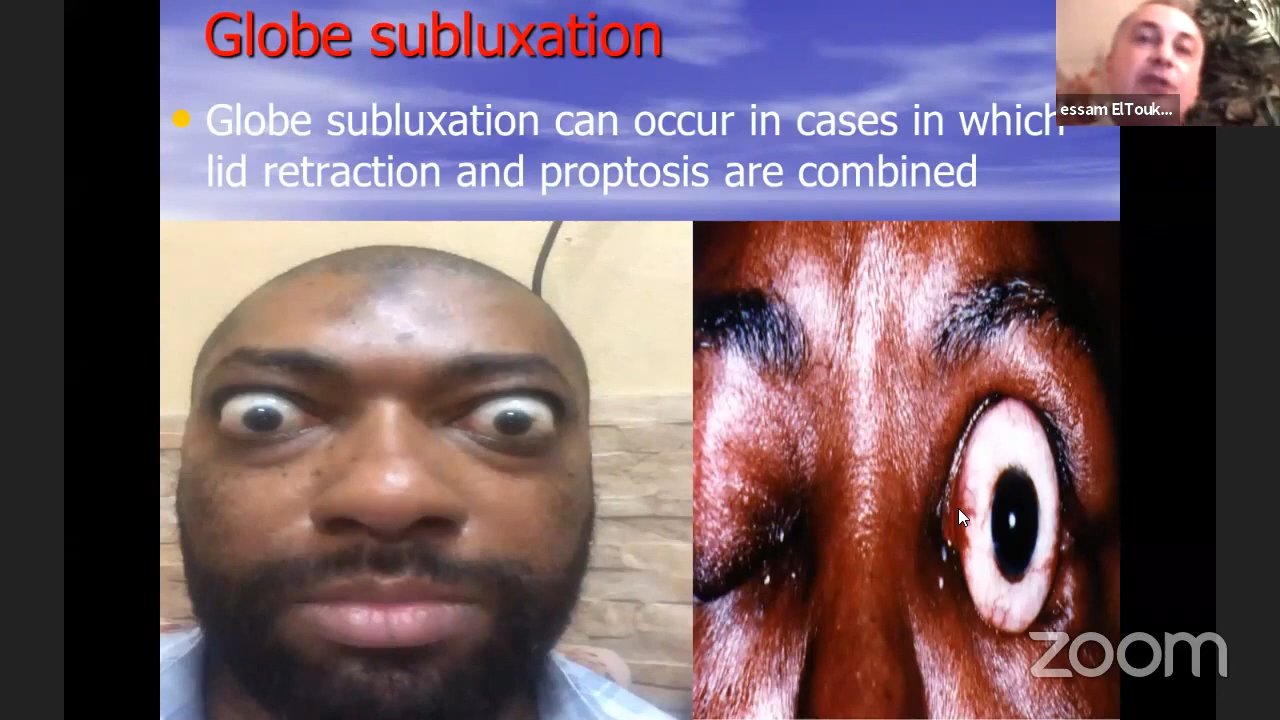 Globe subluxation
essam ElTouk...
• Globe subluxation can occur in cases in which
lid retraction and proptosis are combined
zoom